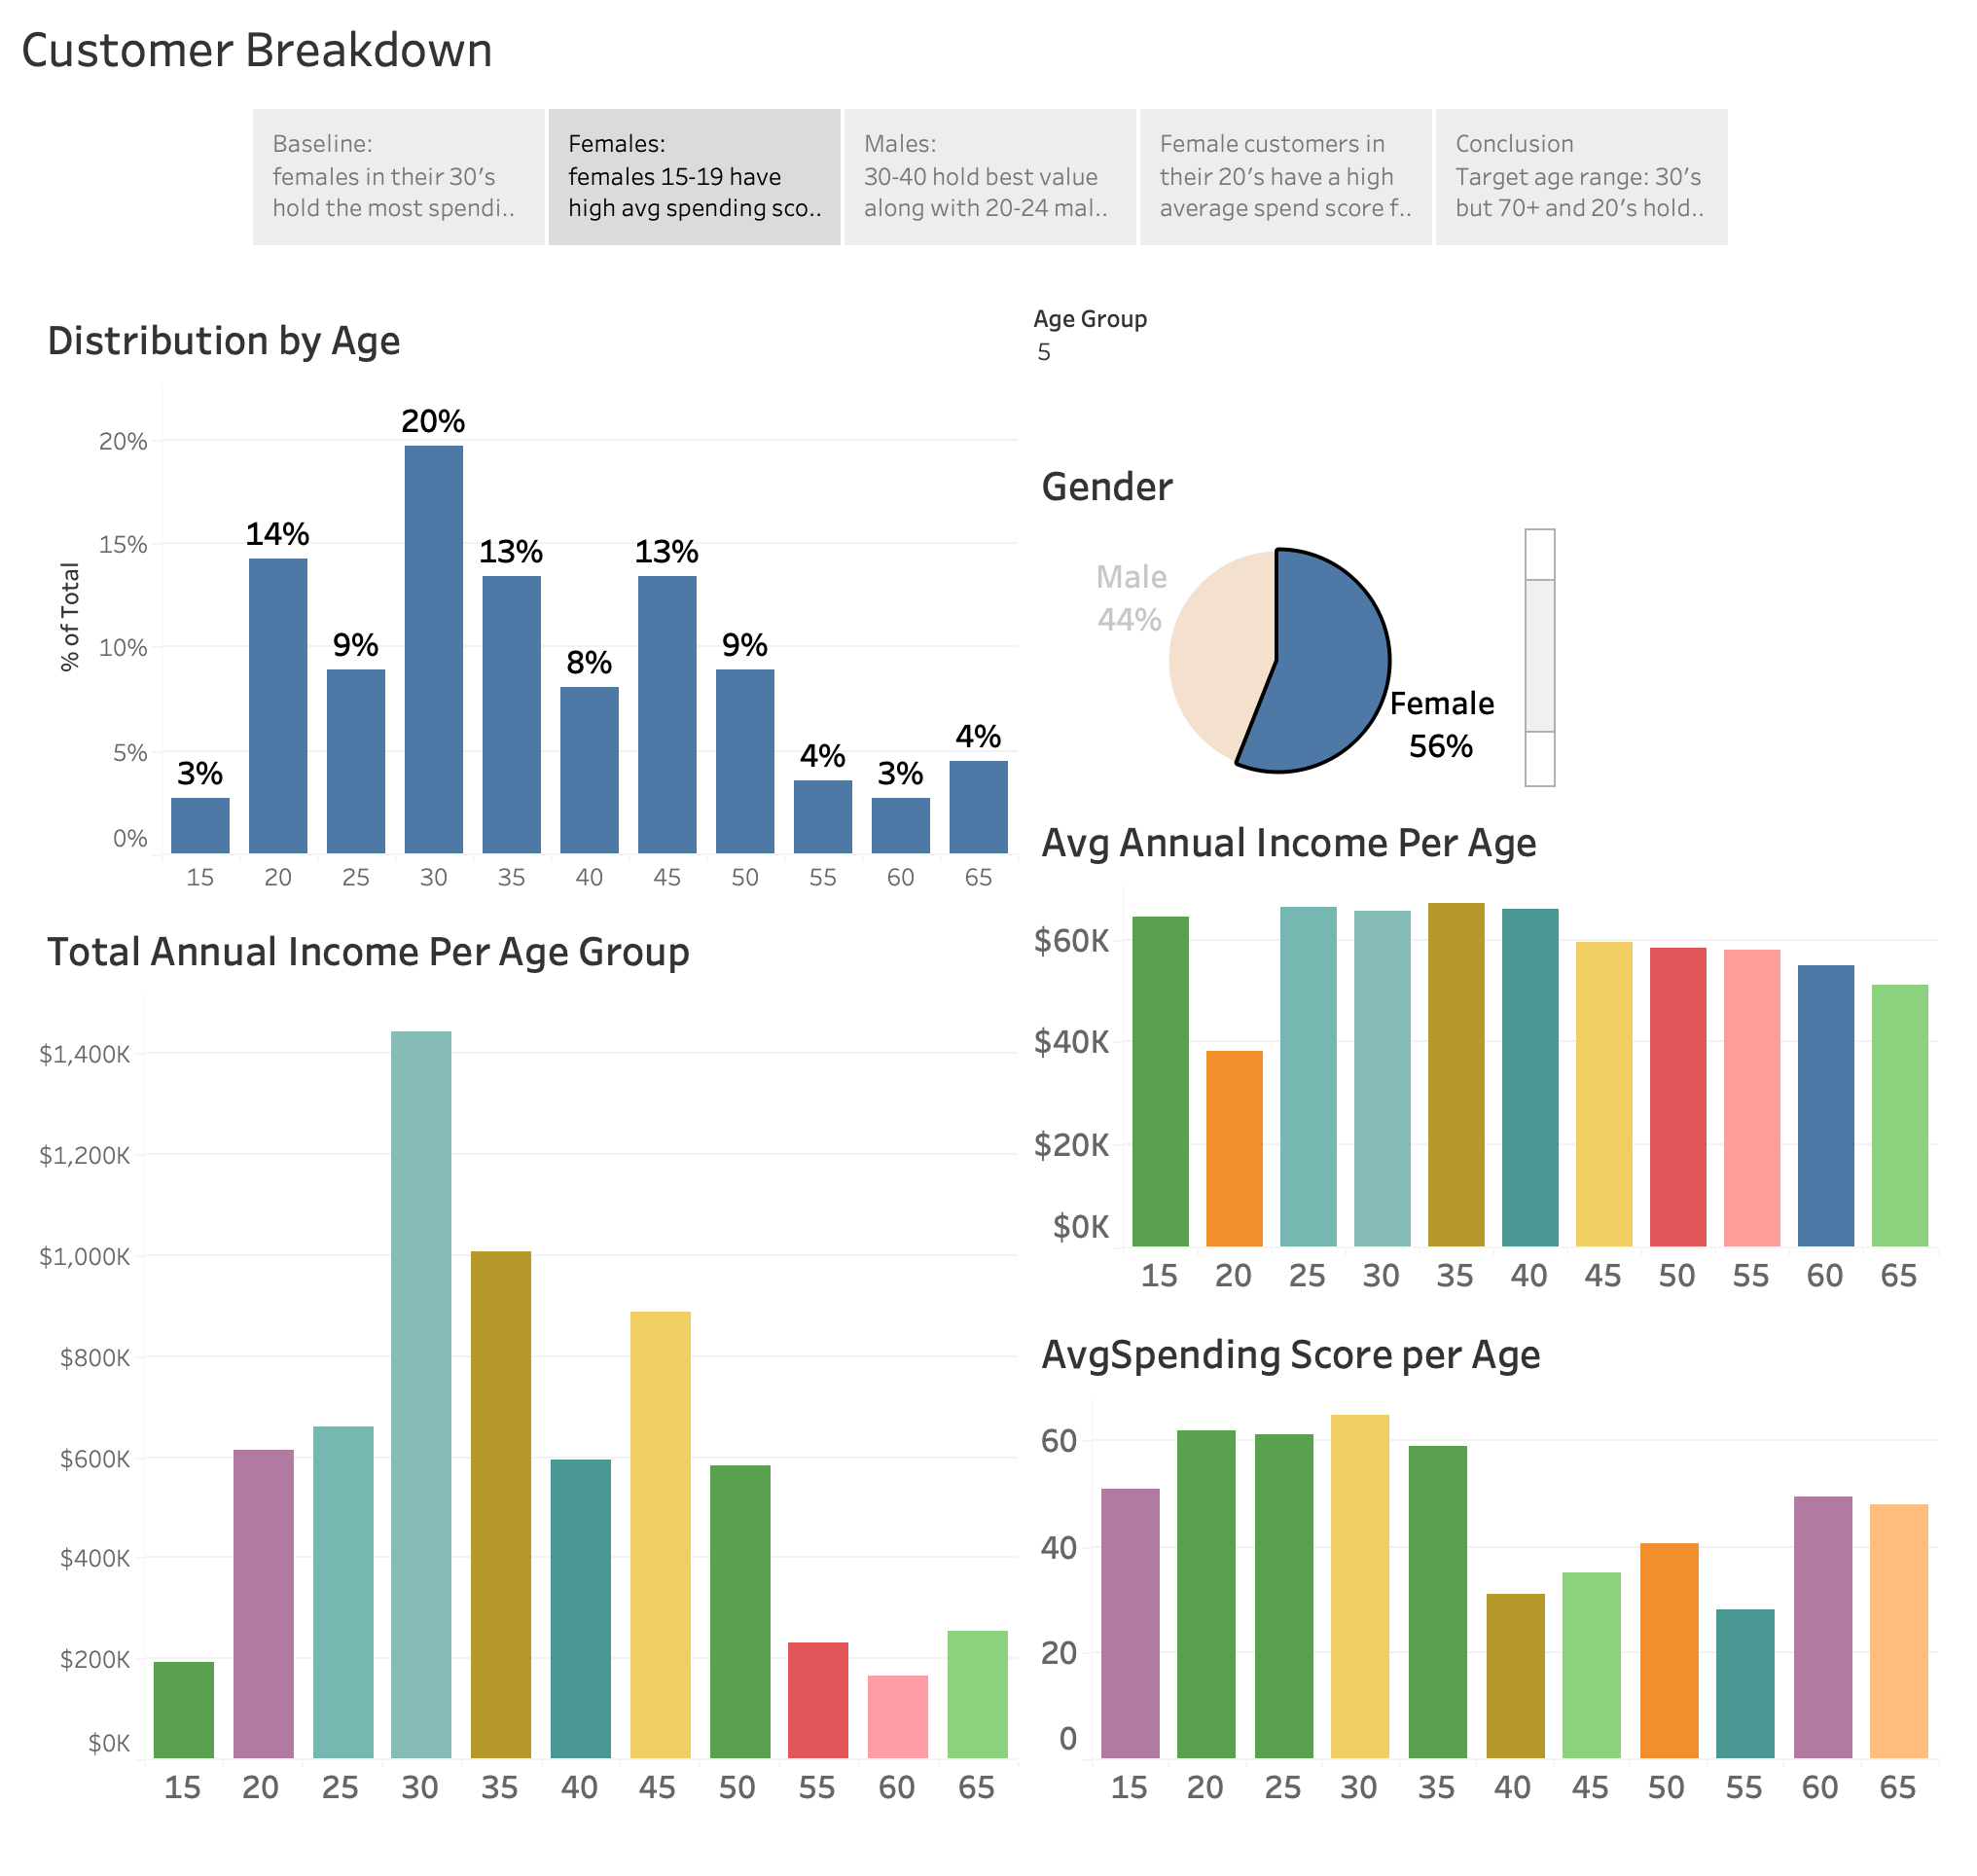 Customer Breakdown
Baseline:
females in their 30's
hold the most spendi..
Females:
females 15-19 have
high avg spending sco..
Males:
30-40 hold best value
along with 20-24 mal..
Female customers in
their 20's have a high
average spend score f..
Conclusion
Target age range: 30's
but 70+ and 20's hold..
Distribution by Age
% of Total
20%
15%
10%
5%
0%
3%
14%
9%
20%
13%
8%
13%
9%
4%
3%
4%
15 20 25 30 35 40 45 50 55 60 65
Age Group
5
Gender
Male
44%
Female
56%
Avg Annual Income Per Age
$60K
$40K
$20K
$0K
15 20 25 30 35 40 45 50 55 60 65
Total Annual Income Per Age Group
$1,400K
$1,200K
$1,000K
$800K
$600K
$400K
$200K
$0K
15 20 25 30 35 40 45 50 55 60 65
AvgSpending Score per Age
60
40
20
0
15 20 25 30 35 40 45 50 55 60 65